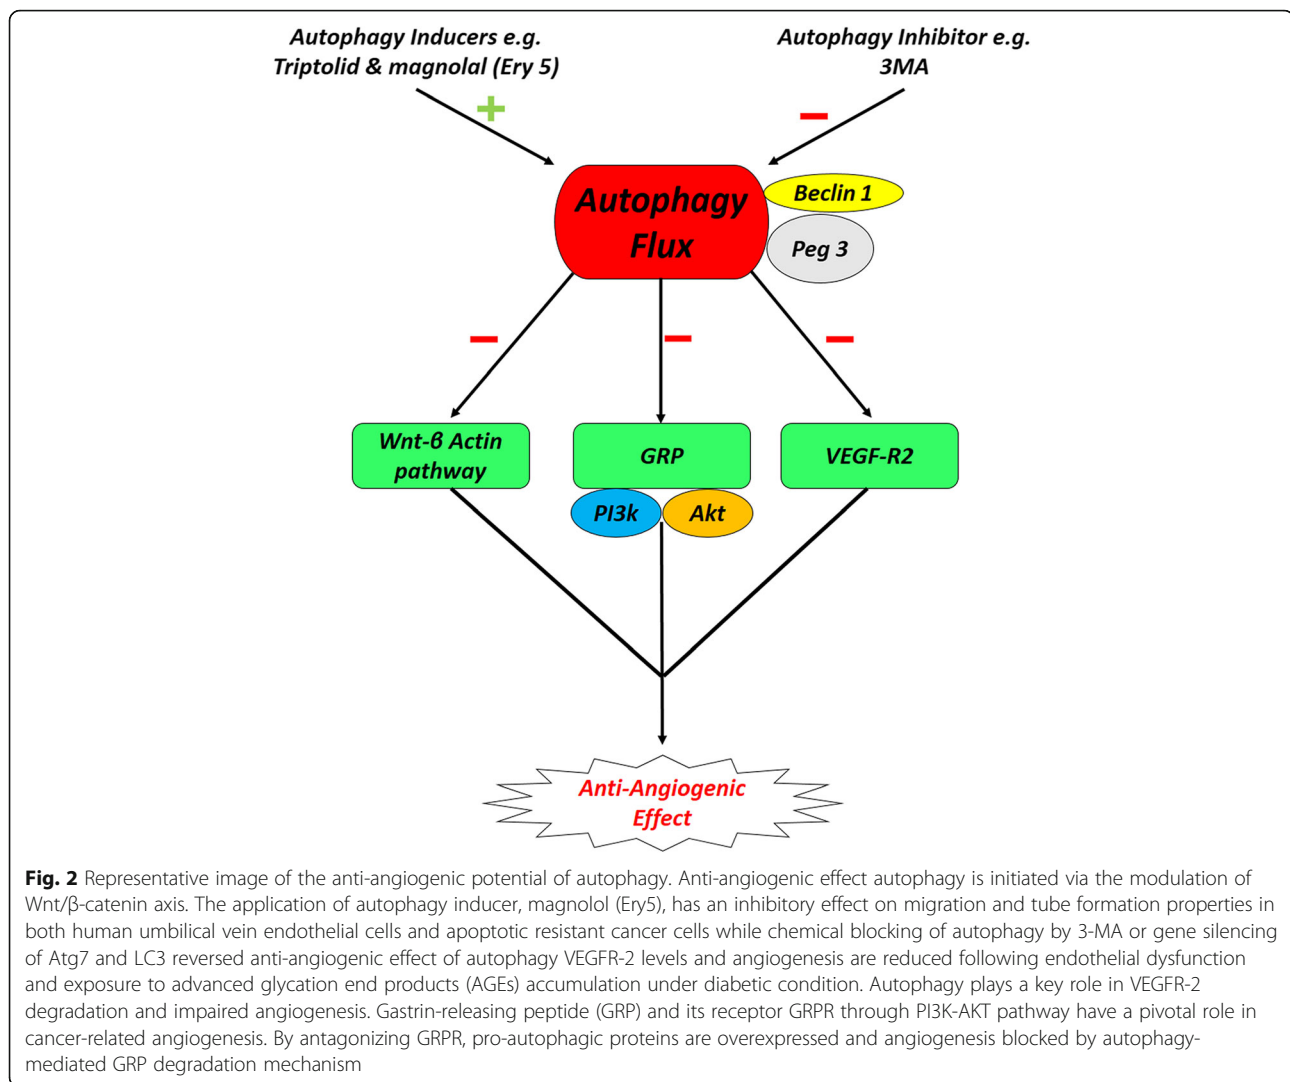 Autophagy Inducers e.g.
Triptolid & magnolal (Ery 5)
Autophagy Inhibitor e.g.
3MA
+
−
Autophagy
Flux
Beclin 1
Peg 3
−
−
−
Wnt-β Actin
pathway
GRP
VEGF-R2
PI3k
Akt
Anti-Angiogenic
Effect
Fig. 2 Representative image of the anti-angiogenic potential of autophagy. Anti-angiogenic effect autophagy is initiated via the modulation of
Wnt/β-catenin axis. The application of autophagy inducer, magnolol (Ery5), has an inhibitory effect on migration and tube formation properties in
both human umbilical vein endothelial cells and apoptotic resistant cancer cells while chemical blocking of autophagy by 3-MA or gene silencing
of Atg7 and LC3 reversed anti-angiogenic effect of autophagy VEGFR-2 levels and angiogenesis are reduced following endothelial dysfunction
and exposure to advanced glycation end products (AGEs) accumulation under diabetic condition. Autophagy plays a key role in VEGFR-2
degradation and impaired angiogenesis. Gastrin-releasing peptide (GRP) and its receptor GRPR through PI3K-AKT pathway have a pivotal role in
cancer-related angiogenesis. By antagonizing GRPR, pro-autophagic proteins are overexpressed and angiogenesis blocked by autophagy-
mediated GRP degradation mechanism